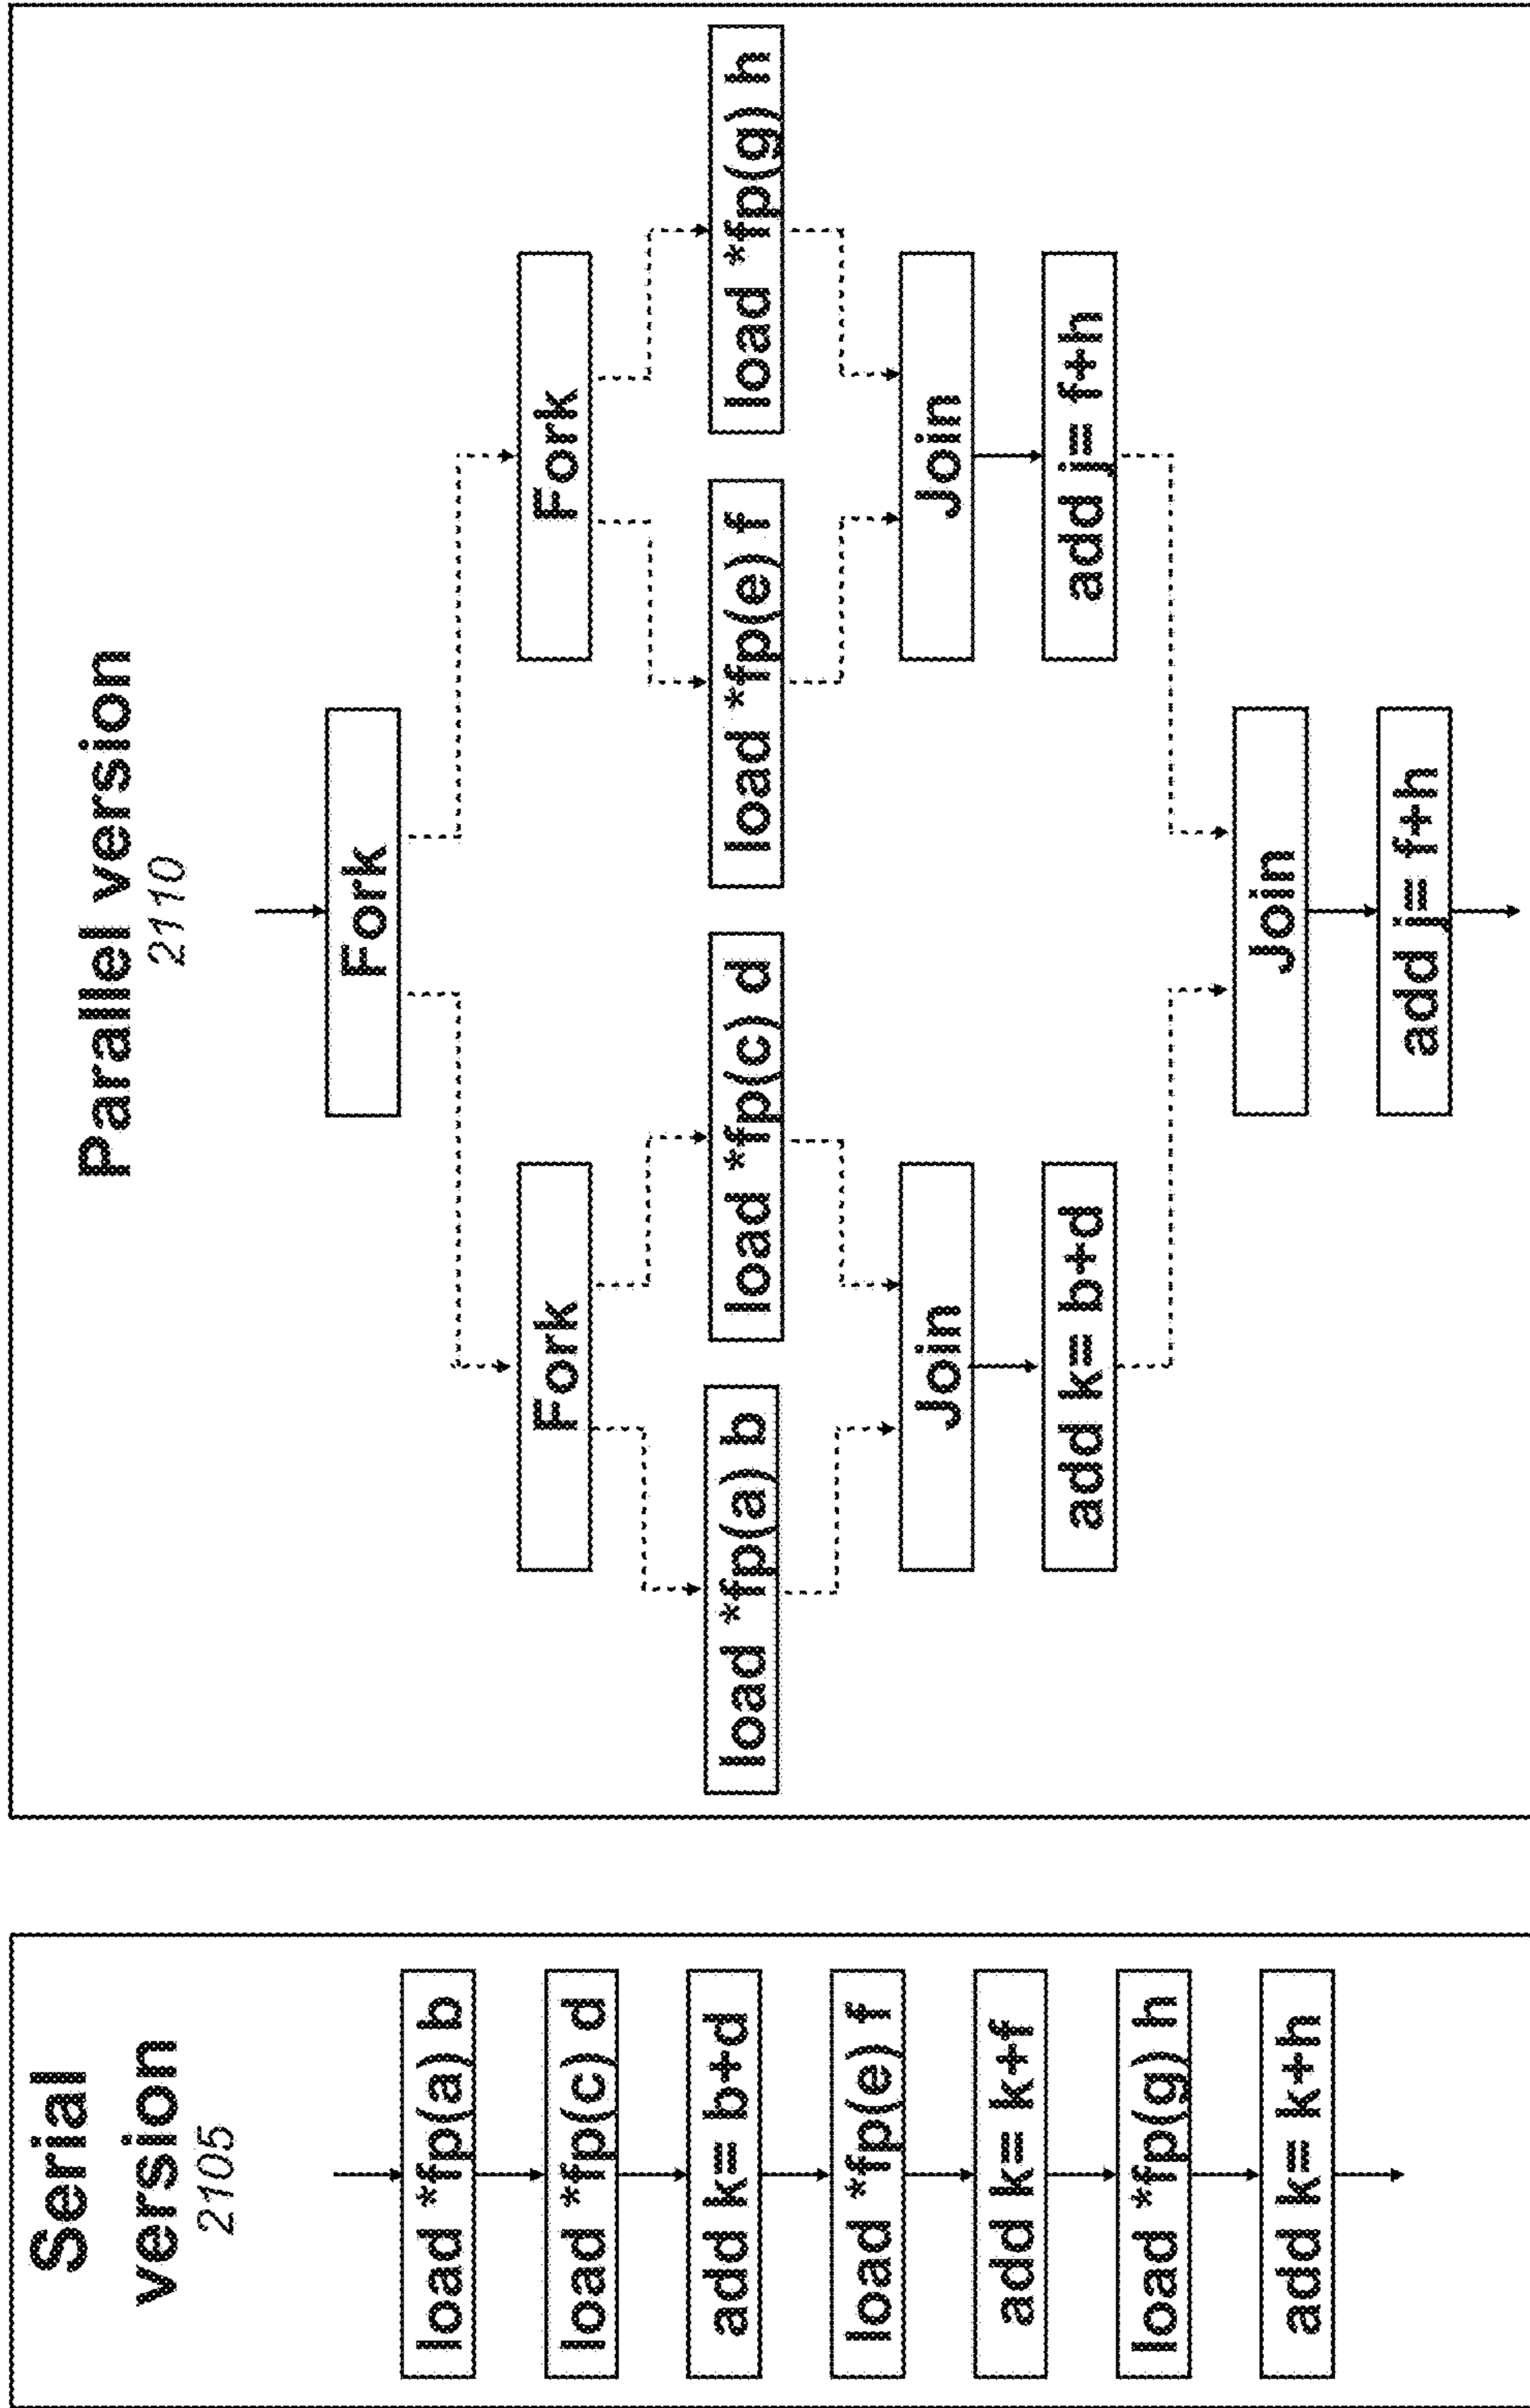 Serial
version
2105
load *fp(a) b
load *fp(c) d
add k= b+d
load *fp(e) f
add k= k+f
load *fp(g) h
add k= k+h
Parallel version
2110
Fork
Fork
Fork
load *fp(a) b
load *fp(c) d
load *fp(e) f
load *fp(g) h
Join
Join
add k= b+d
add j= f+h
Join
add j= f+h